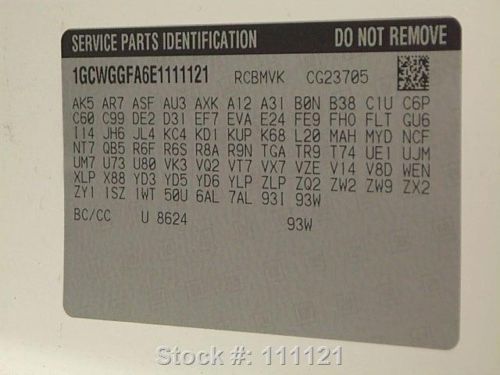 SERVICE PARTS IDENTIFICATION DO NOT REMOVE
1GCWGGFA6E1111121 RCBMVK CG23705
AK5 AR7 ASF AU3 AXK A12 A31 B0N B38 C1U C6P
C60 C99 DE2 D31 EF7 EVA E24 FE9 FHO FLT GU6
I14 JH6 JL4 KC4 KD1 KUP K68 L20 MAH MYD NCF
NT7 QB5 R6F R6S R8A R9N TGA TR9 T74 UE1 UJM
UM7 U73 U80 VK3 VQ2 VT7 VX7 VZE V14 V8D WEN
XLP X88 YD3 YD5 YD6 YLP ZLP ZQ2 ZW2 ZW9 ZX2
ZY1 1SZ 1WT 50U 6AL 7AL 93I 93W
BC/CC U 8624 93W
Stock #: 111121